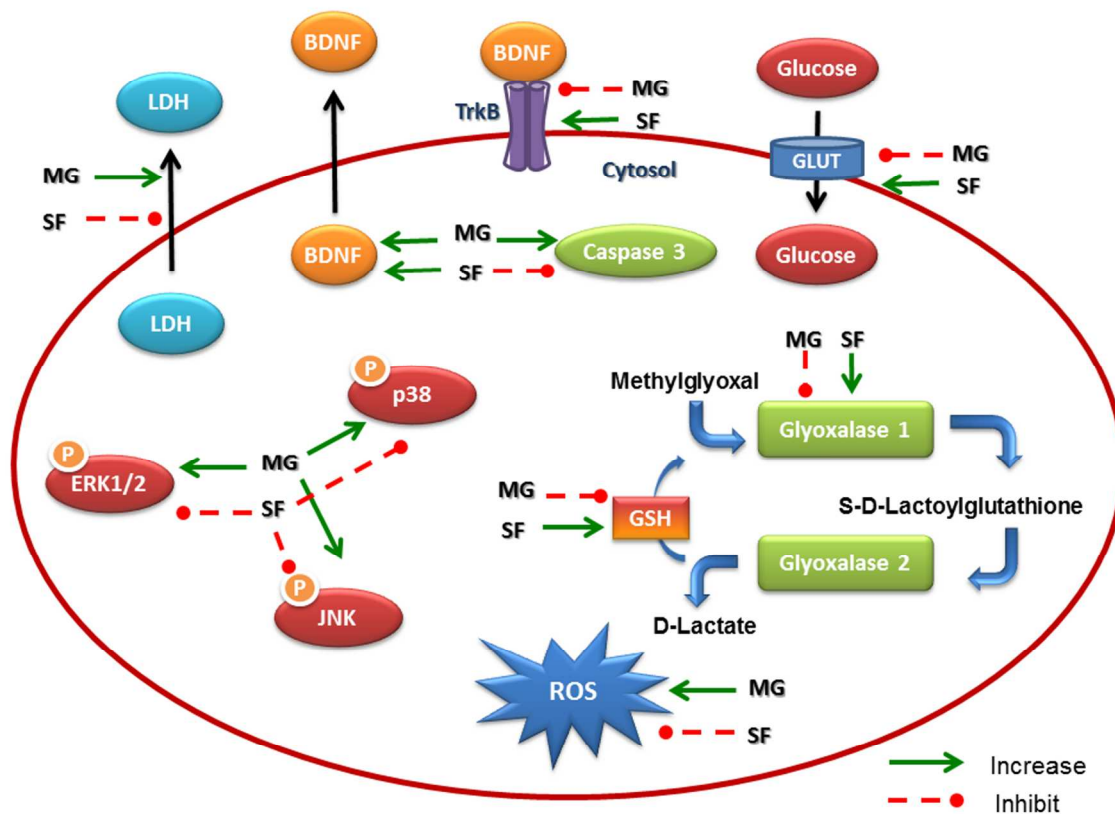 BDNF
BDNF
Glucose
LDH
MG
TrkB
SF
Cytosol
GLUT
MG
SF
MG
SF
BDNF
MG
SF
Caspase 3
Glucose
LDH
P
p38
MG
SF
Methylglyoxal
Glyoxalase 1
P
ERK1/2
MG
SF
MG
SF
GSH
S-D-Lactoylglutathione
Glyoxalase 2
P
JNK
D-Lactate
ROS
MG
SF
Increase
Inhibit